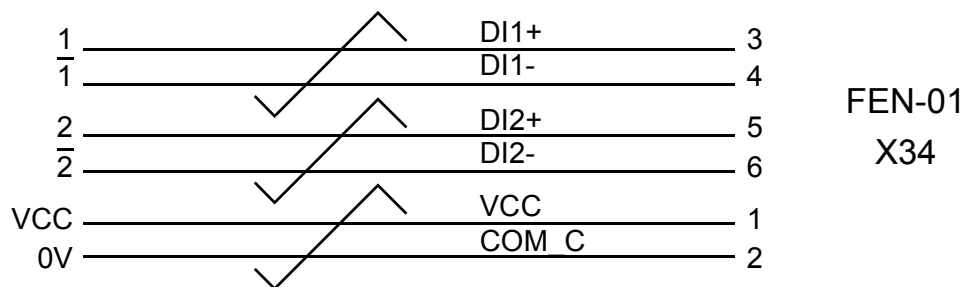 1 DI1+ 3
1̅ DI1- 4
2 DI2+ 5
2̅ DI2- 6
VCC VCC 1
0V COM_C 2
FEN-01
X34